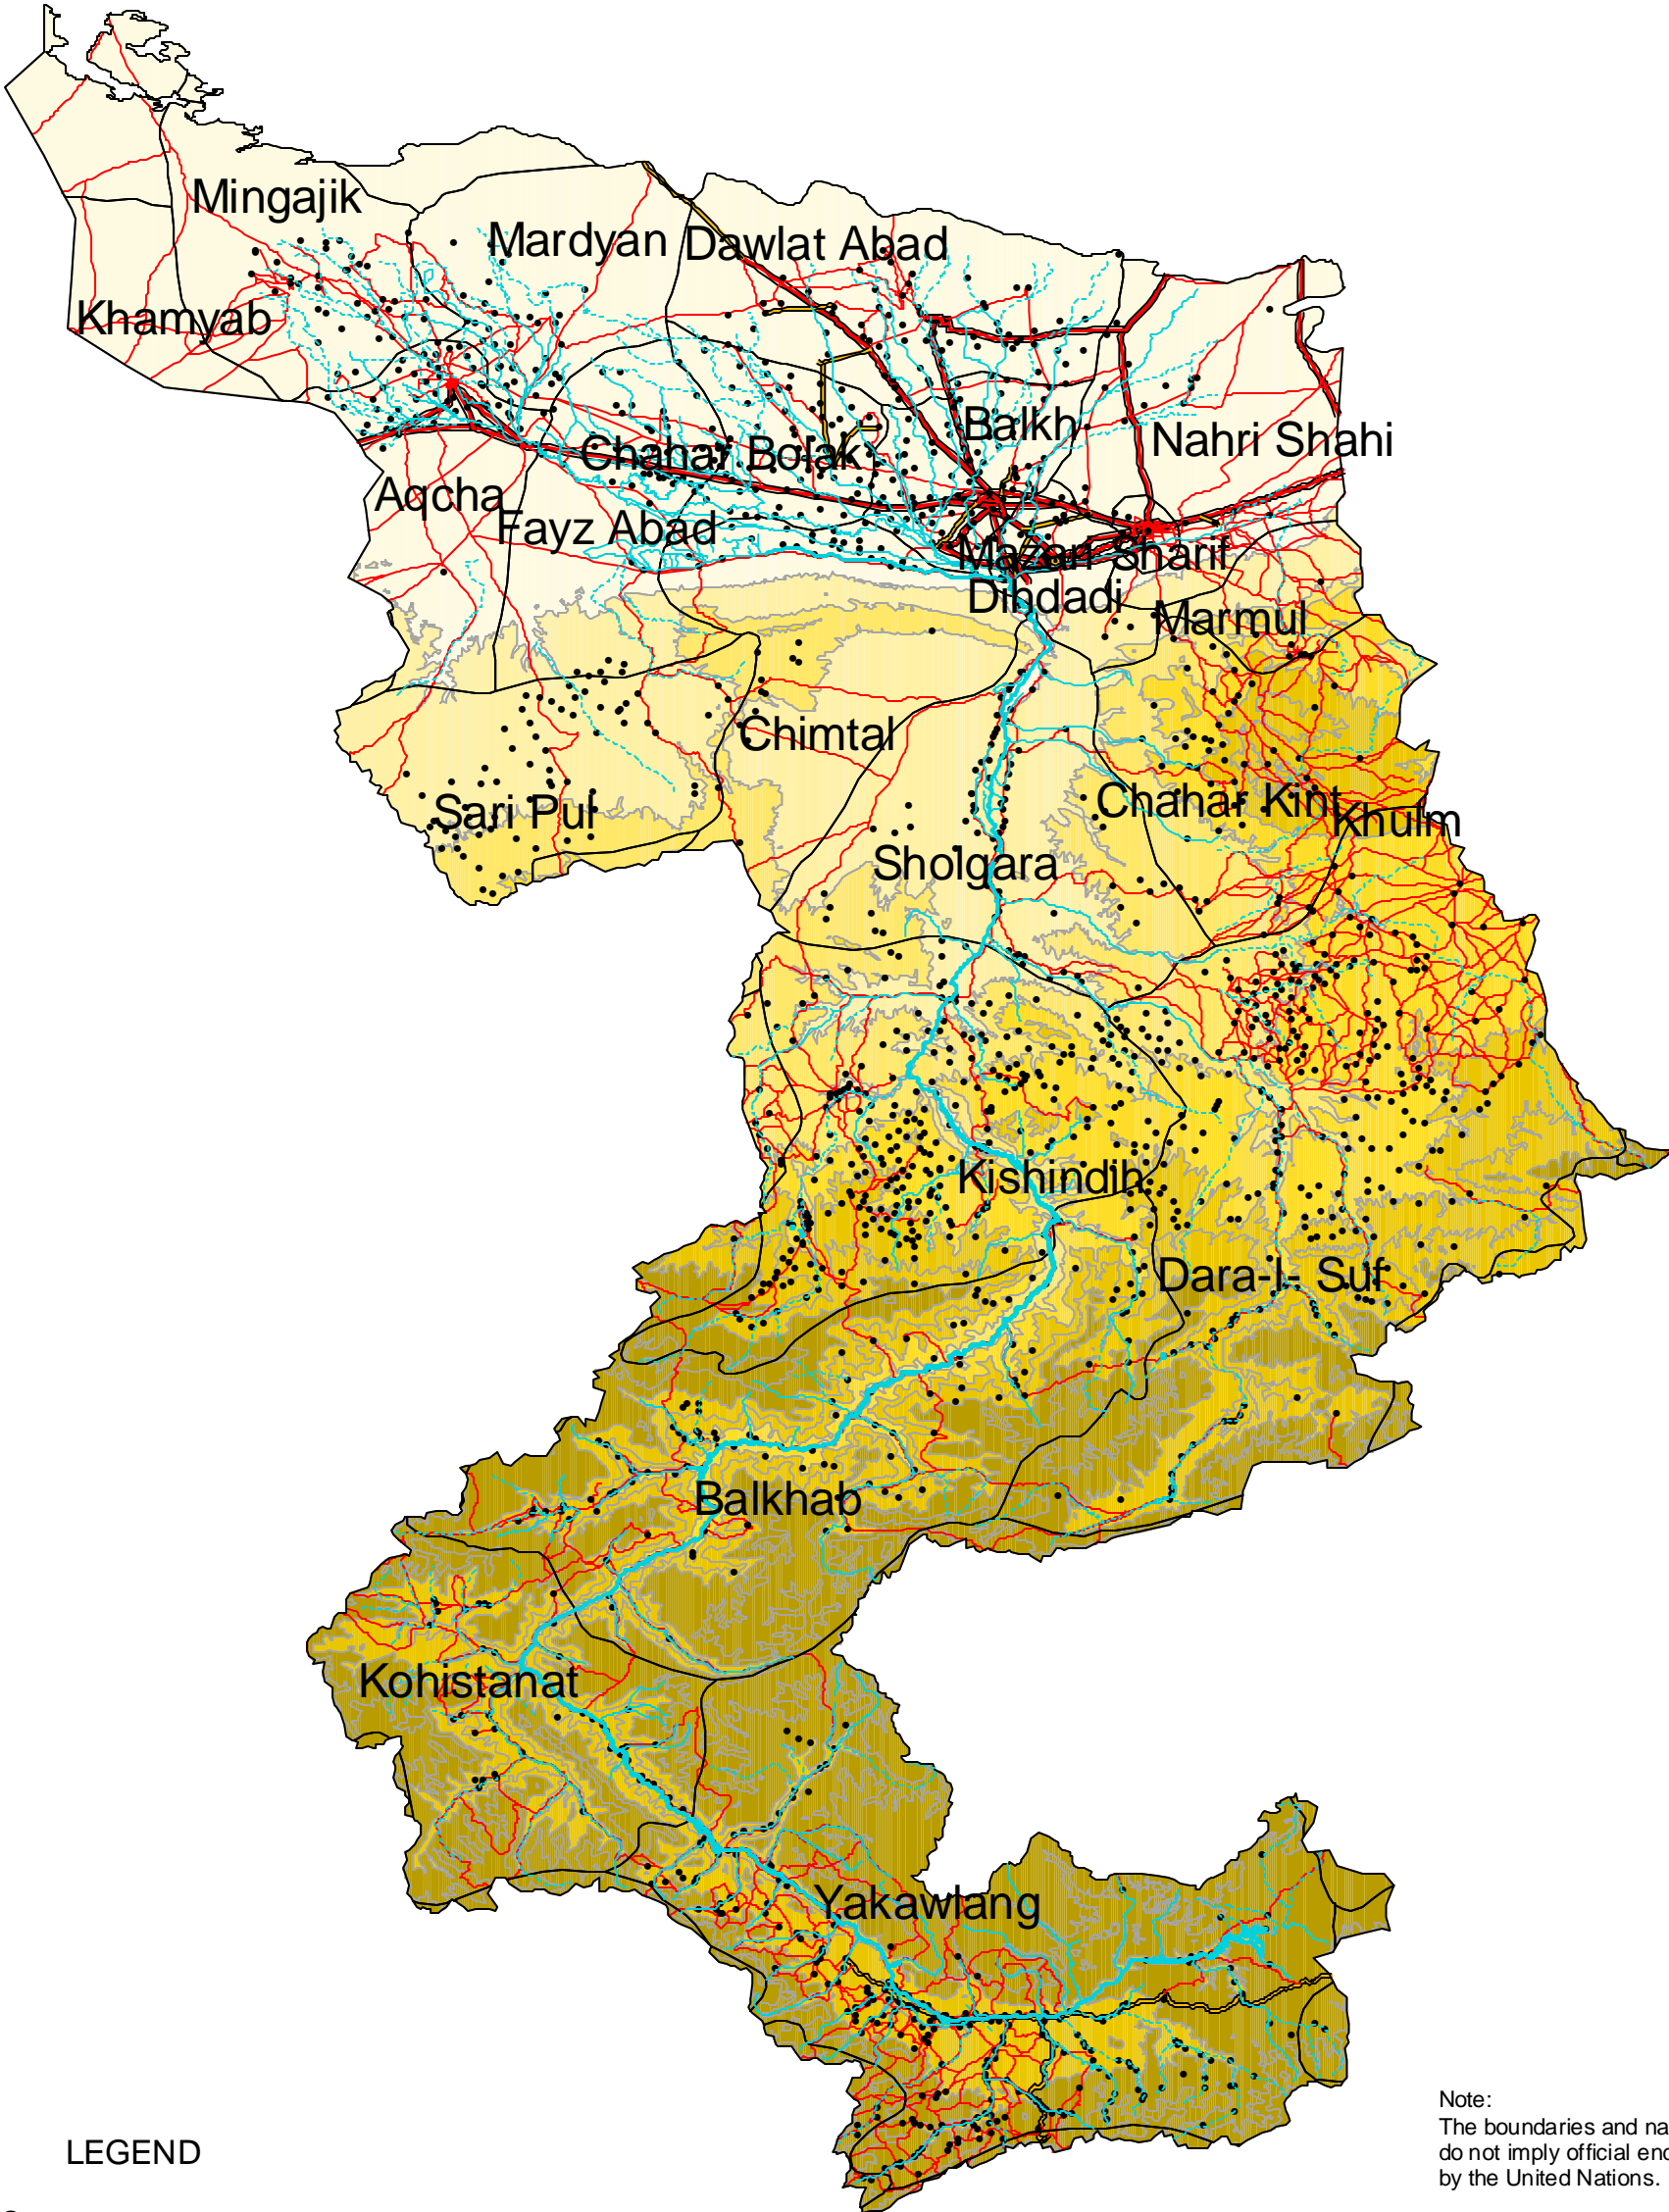 Mingajik
Mardyan
Dawlat Abad
Khamyab
Balkh
Nahri Shahi
Chahar Bolak
Aqcha
Fayz Abad
Mazari Sharif
Dihdadi
Marmul
Chimtal
Sari Pul
Chahar Kint
Khulm
Sholgara
Kishindih
Dara-I- Suf
Balkhab
Kohistanat
Yakawlang
LEGEND
Note:
The boundaries and na
do not imply official end
by the United Nations.